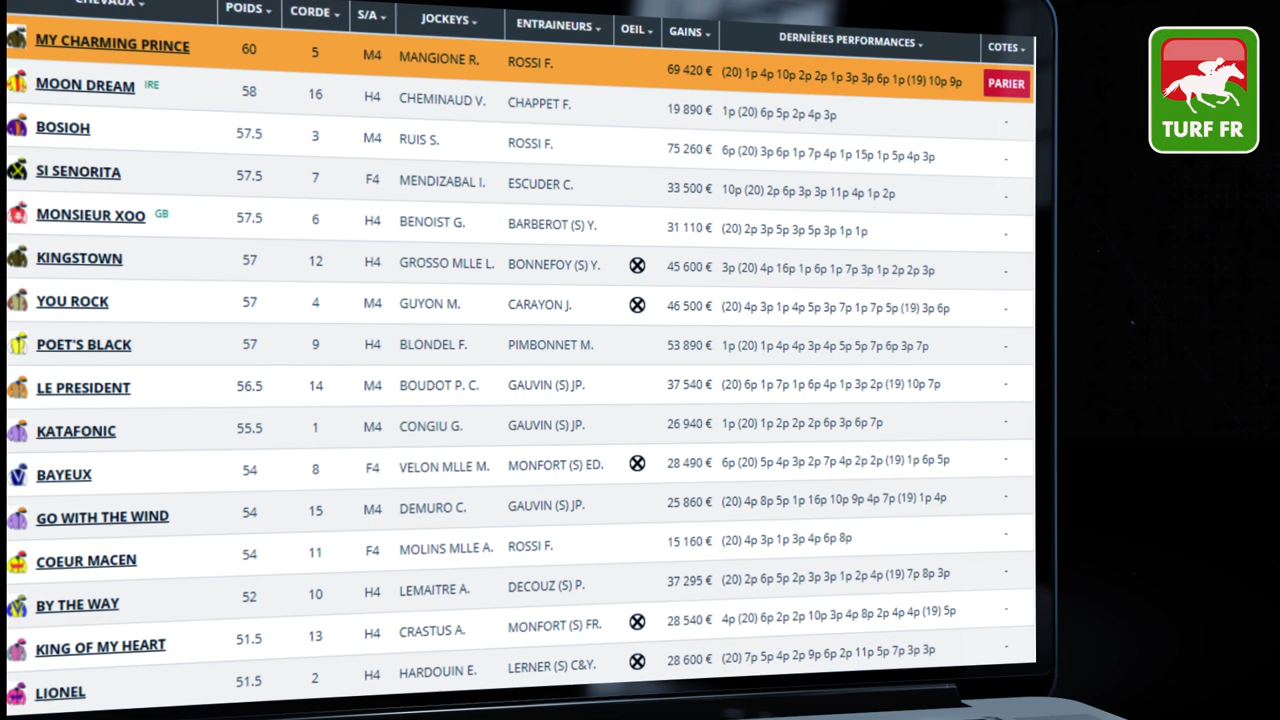 CHEVAUX POIDS CORDE S/A JOCKEYS ENTRAINEURS OEIL GAINS DERNIÈRES PERFORMANCES COTES
MY CHARMING PRINCE 60 5 M4 MANGIONE R. ROSSI F. 69 420 € (20) 1p 4p 10p 2p 2p 1p 3p 3p 6p 1p (19) 10p 9p PARIER
MOON DREAM IRE 58 16 H4 CHEMINAUD V. CHAPPET F. 19 890 € 1p (20) 6p 5p 2p 4p 3p -
BOSIOH 57.5 3 M4 RUIS S. ROSSI F. 75 260 € 6p (20) 3p 6p 1p 7p 4p 1p 15p 1p 5p 4p 3p -
SI SENORITA 57.5 7 F4 MENDIZABAL I. ESCUDER C. 33 500 € 10p (20) 2p 6p 3p 3p 11p 4p 1p 2p -
MONSIEUR XOO GB 57.5 6 H4 BENOIST G. BARBEROT (S) Y. 31 110 € (20) 2p 3p 5p 3p 5p 3p 1p 1p -
KINGSTOWN 57 12 H4 GROSSO MLLE L. BONNEFOY (S) Y. 45 600 € 3p (20) 4p 16p 1p 6p 1p 7p 3p 1p 2p 2p 3p -
YOU ROCK 57 4 M4 GUYON M. CARAYON J. 46 500 € (20) 4p 3p 1p 4p 5p 3p 7p 1p 7p 5p (19) 3p 6p -
POET'S BLACK 57 9 H4 BLONDEL F. PIMBONNET M. 53 890 € 1p (20) 1p 4p 4p 3p 4p 5p 5p 7p 6p 3p 7p -
LE PRESIDENT 56.5 14 M4 BOUDOT P. C. GAUVIN (S) JP. 37 540 € (20) 6p 1p 7p 1p 6p 4p 1p 3p 2p (19) 10p 7p -
KATAFONIC 55.5 1 M4 CONGIU G. GAUVIN (S) JP. 26 940 € 1p (20) 1p 2p 2p 2p 6p 3p 6p 7p -
BAYEUX 54 8 F4 VELON MLLE M. MONFORT (S) ED. 28 490 € 6p (20) 5p 4p 3p 2p 7p 4p 2p 2p (19) 1p 6p 5p -
GO WITH THE WIND 54 15 M4 DEMURO C. GAUVIN (S) JP. 25 860 € (20) 4p 8p 5p 1p 16p 10p 9p 4p 7p (19) 1p 4p -
COEUR MACEN 54 11 F4 MOLINS MLLE A. ROSSI F. 15 160 € (20) 4p 3p 1p 3p 4p 6p 8p -
BY THE WAY 52 10 H4 LEMAITRE A. DECOUZ (S) P. 37 295 € (20) 2p 6p 5p 2p 3p 3p 1p 2p 4p (19) 7p 8p 3p -
KING OF MY HEART 51.5 13 H4 CRASTUS A. MONFORT (S) FR. 28 540 € 4p (20) 6p 2p 2p 10p 3p 4p 8p 2p 4p 4p (19) 5p -
LIONEL 51.5 2 H4 HARDOUIN E. LERNER (S) C&Y. 28 600 € (20) 7p 5p 4p 2p 9p 6p 2p 11p 5p 7p 3p 3p -
TURF FR